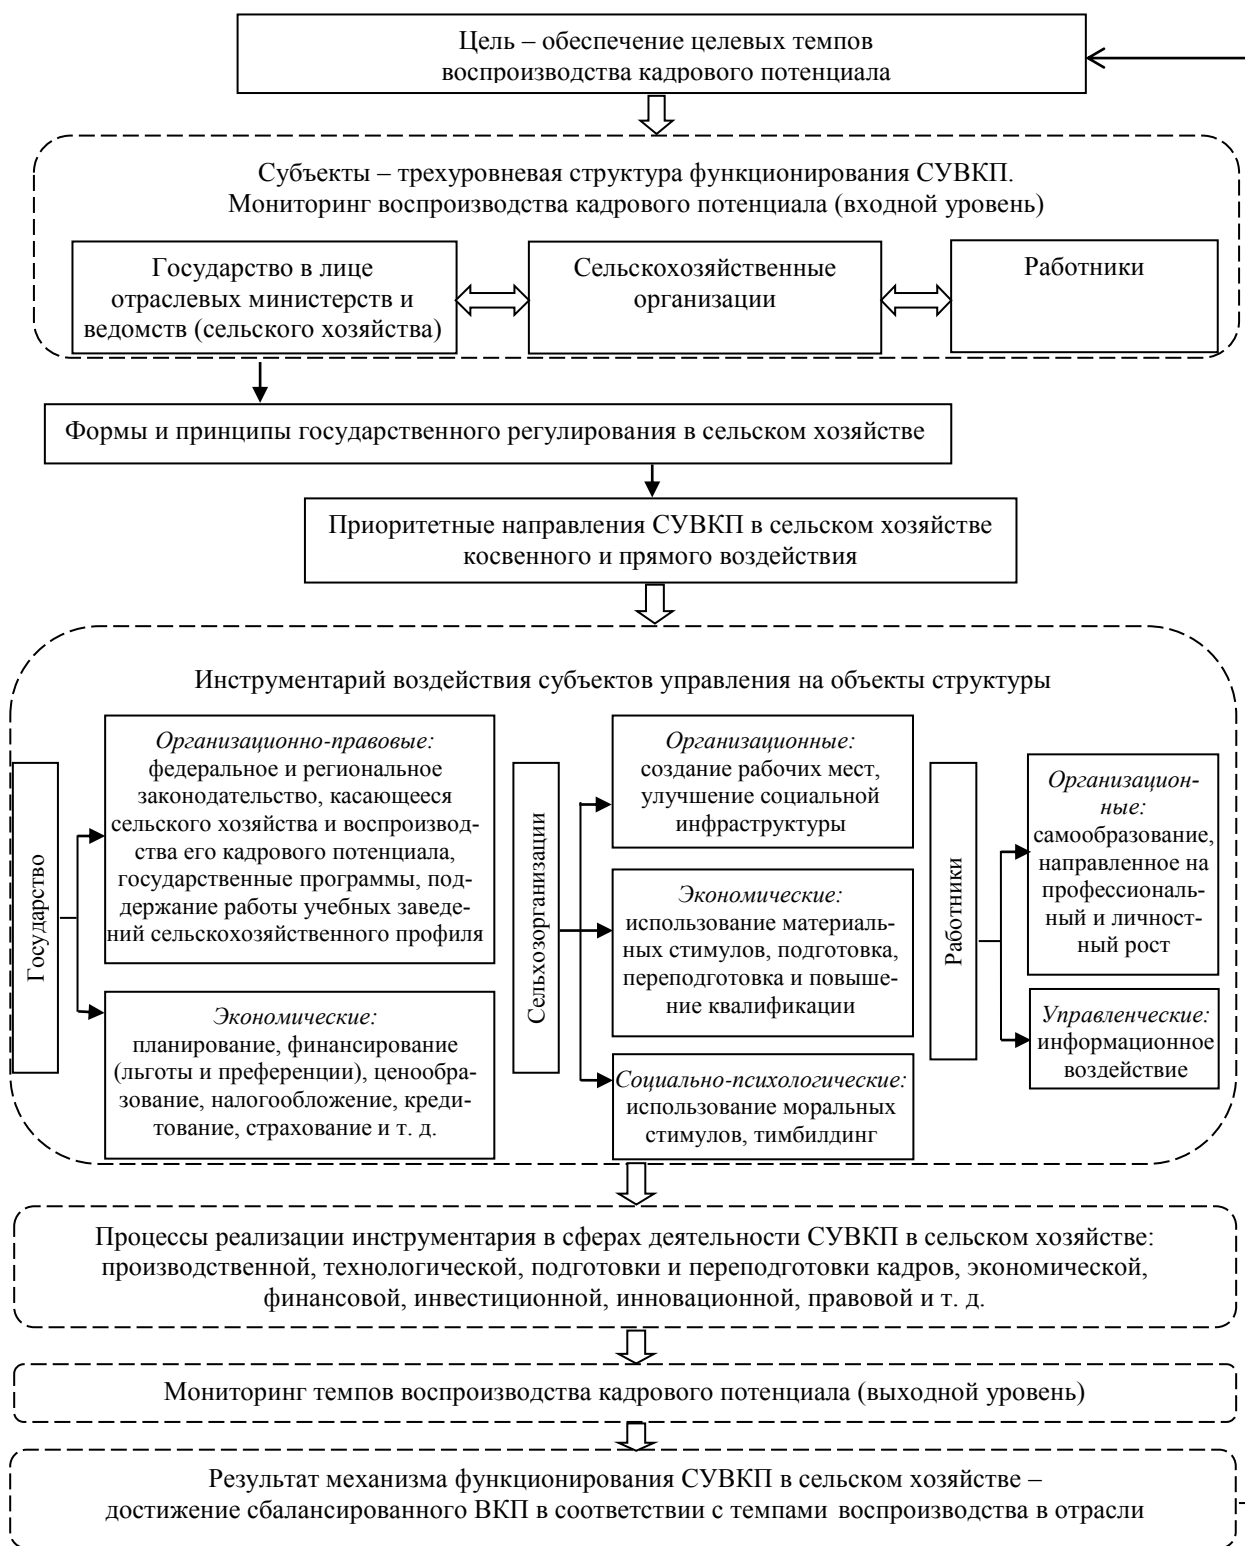 Цель – обеспечение целевых темпов
воспроизводства кадрового потенциала
Субъекты – трехуровневая структура функционирования СУВКП.
Мониторинг воспроизводства кадрового потенциала (входной уровень)
Государство в лице
отраслевых министерств и
ведомств (сельского хозяйства)
Сельскохозяйственные
организации
Работники
Формы и принципы государственного регулирования в сельском хозяйстве
Приоритетные направления СУВКП в сельском хозяйстве
косвенного и прямого воздействия
Инструментарий воздействия субъектов управления на объекты структуры
Государство
Организационно-правовые:
федеральное и региональное
законодательство, касающееся
сельского хозяйства и воспроизвод-
ства его кадрового потенциала,
государственные программы, под-
держание работы учебных заведе-
ний сельскохозяйственного профиля
Экономические:
планирование, финансирование
(льготы и преференции), ценообра-
зование, налогообложение, креди-
тование, страхование и т. д.
Сельхозорганизации
Организационные:
создание рабочих мест,
улучшение социальной
инфраструктуры
Экономические:
использование материаль-
ных стимулов, подготовка,
переподготовка и повыше-
ние квалификации
Социально-психологические:
использование моральных
стимулов, тимбилдинг
Работники
Организацион-
ные:
самообразование,
направленное на
профессиональ-
ный и личност-
ный рост
Управленческие:
информационное
воздействие
Процессы реализации инструментария в сферах деятельности СУВКП в сельском хозяйстве:
производственной, технологической, подготовки и переподготовки кадров, экономической,
финансовой, инвестиционной, инновационной, правовой и т. д.
Мониторинг темпов воспроизводства кадрового потенциала (выходной уровень)
Результат механизма функционирования СУВКП в сельском хозяйстве –
достижение сбалансированного ВКП в соответствии с темпами воспроизводства в отрасли